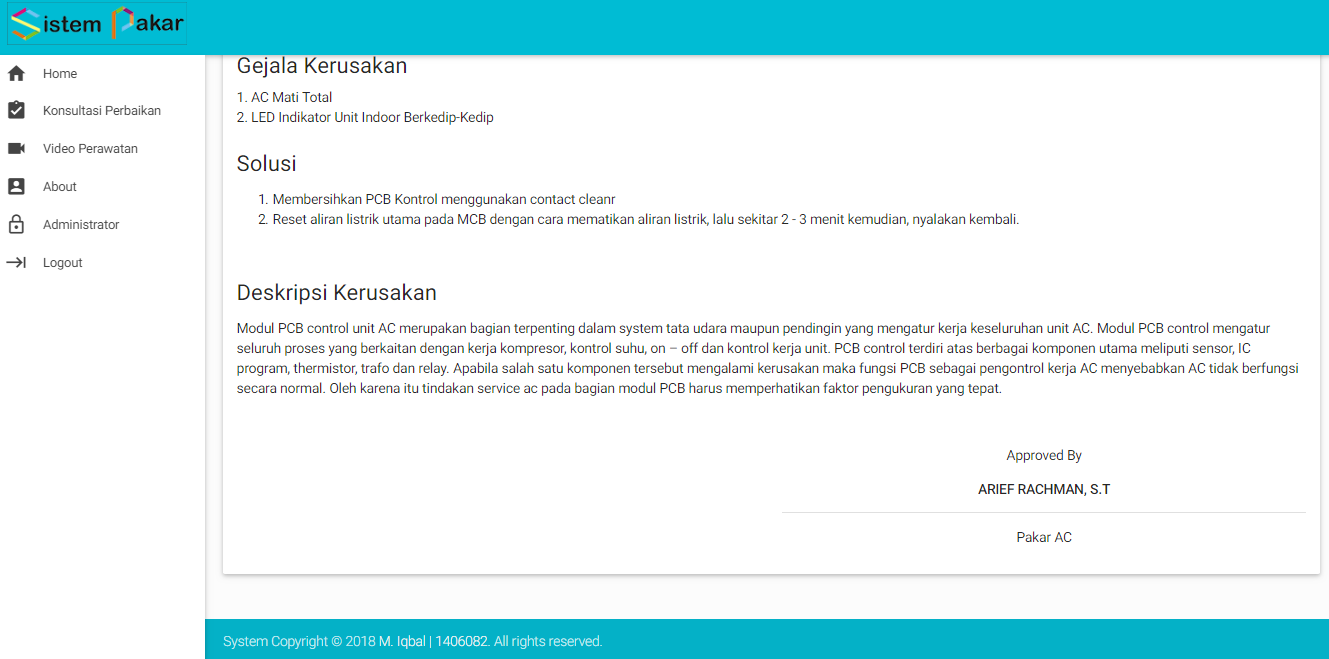 Sistem Pakar
Home
Konsultasi Perbaikan
Video Perawatan
About
Administrator
Logout
Gejala Kerusakan
1. AC Mati Total
2. LED Indikator Unit Indoor Berkedip-Kedip
Solusi
1. Membersihkan PCB Kontrol menggunakan contact cleanr
2. Reset aliran listrik utama pada MCB dengan cara mematikan aliran listrik, lalu sekitar 2 - 3 menit kemudian, nyalakan kembali.
Deskripsi Kerusakan
Modul PCB control unit AC merupakan bagian terpenting dalam system tata udara maupun pendingin yang mengatur kerja keseluruhan unit AC. Modul PCB control mengatur
seluruh proses yang berkaitan dengan kerja kompresor, kontrol suhu, on – off dan kontrol kerja unit. PCB control terdiri atas berbagai komponen utama meliputi sensor, IC
program, thermistor, trafo dan relay. Apabila salah satu komponen tersebut mengalami kerusakan maka fungsi PCB sebagai pengontrol kerja AC menyebabkan AC tidak berfungsi
secara normal. Oleh karena itu tindakan service ac pada bagian modul PCB harus memperhatikan faktor pengukuran yang tepat.
Approved By
ARIEF RACHMAN, S.T
Pakar AC
System Copyright © 2018 M. Iqbal | 1406082. All rights reserved.